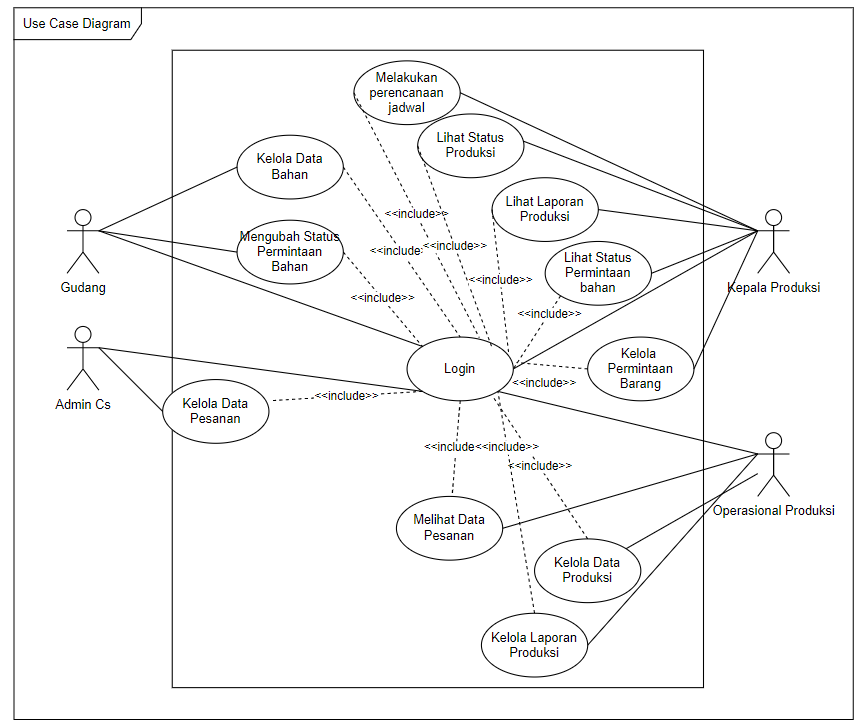 Use Case Diagram
Melakukan
perencanaan
jadwal
Lihat Status
Produksi
Kelola Data
Bahan
Lihat Laporan
Produksi
<<include>>
Mengubah Status
Permintaan
Bahan
<<include>>
<<include>>
Lihat Status
Permintaan
bahan
Gudang
Kepala Produksi
<<include>>
<<include>>
<<include>>
Login
Kelola
Permintaan
Barang
<<include>>
Admin Cs
Kelola Data
Pesanan
<<include>>
<<include>>
<<include>>
<<include>>
Melihat Data
Pesanan
Operasional Produksi
Kelola Data
Produksi
Kelola Laporan
Produksi